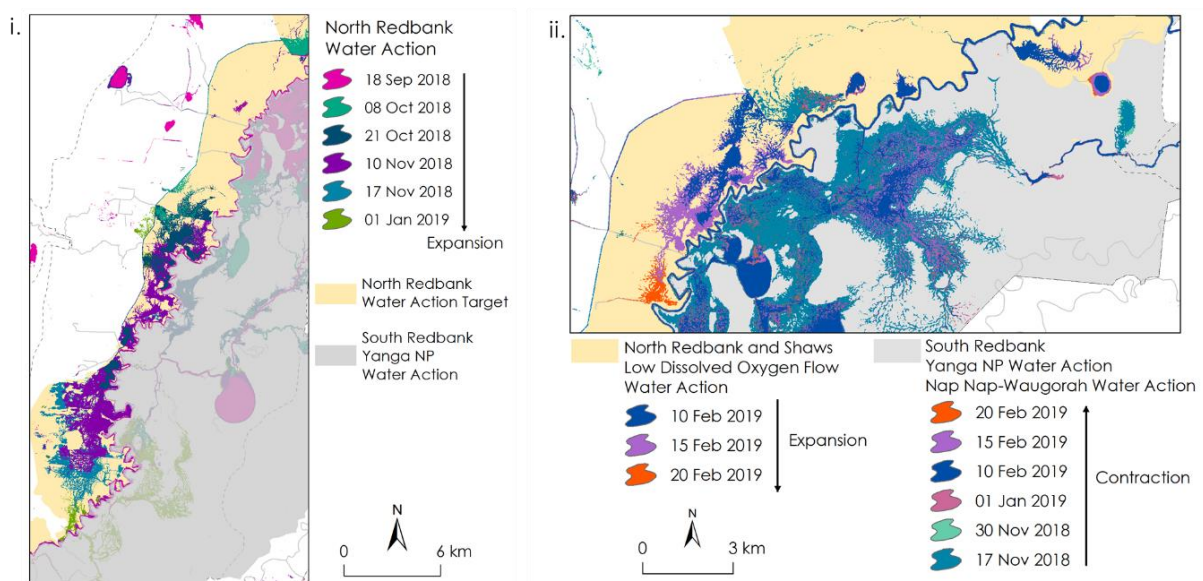 i.
North Redbank
Water Action
18 Sep 2018
08 Oct 2018
21 Oct 2018
10 Nov 2018
17 Nov 2018
01 Jan 2019
Expansion
North Redbank
Water Action Target
South Redbank
Yanga NP
Water Action
N
0 6 km
ii.
North Redbank and Shaws
Low Dissolved Oxygen Flow
Water Action
10 Feb 2019
15 Feb 2019
20 Feb 2019
Expansion
N
0 3 km
South Redbank
Yanga NP Water Action
Nap Nap-Waugorah Water Action
20 Feb 2019
15 Feb 2019
10 Feb 2019
01 Jan 2019
30 Nov 2018
17 Nov 2018
Contraction